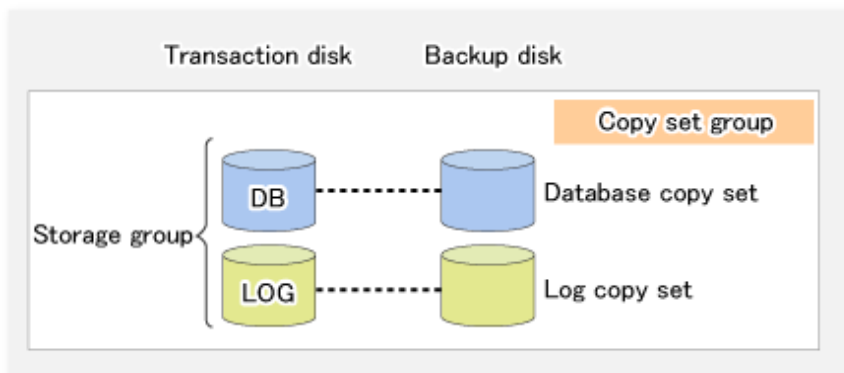 Transaction disk Backup disk
Copy set group
DB Database copy set
Storage group
LOG Log copy set